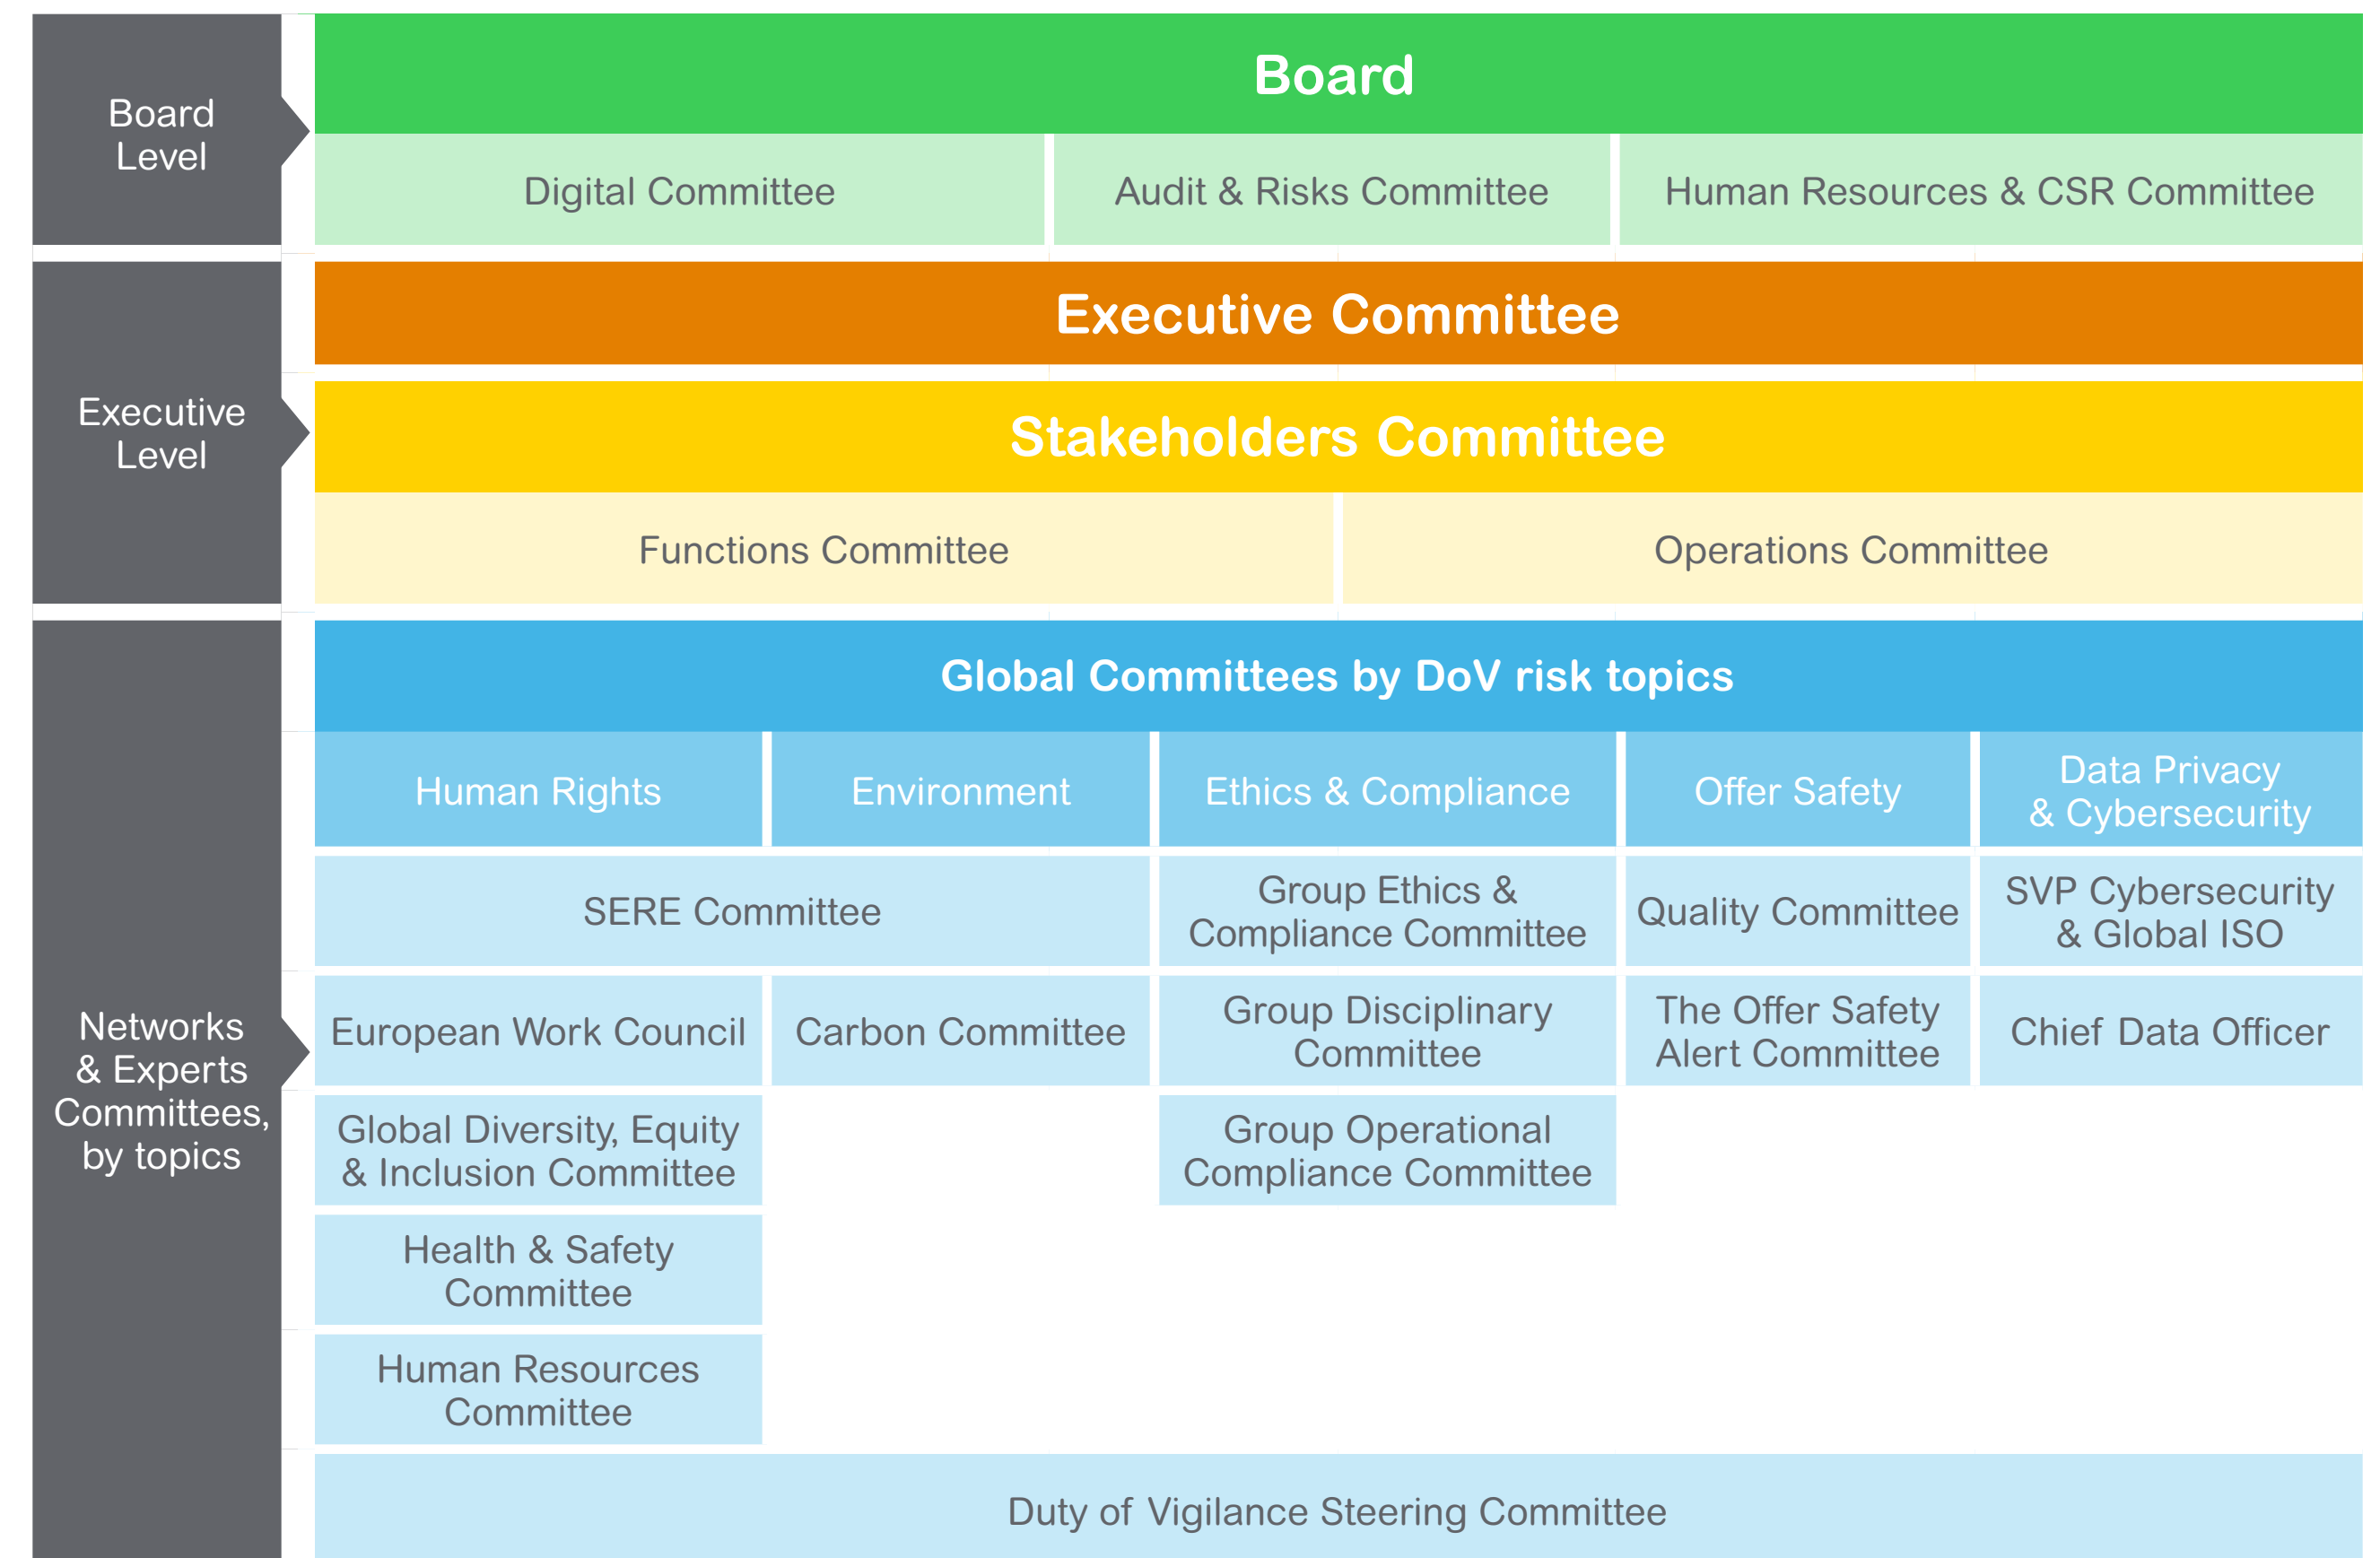 Board
Level
Board
Digital Committee
Audit & Risks Committee
Human Resources & CSR Committee
Executive
Level
Executive Committee
Stakeholders Committee
Functions Committee
Operations Committee
Networks
& Experts
Committees,
by topics
Global Committees by DoV risk topics
Human Rights
Environment
Ethics & Compliance
Offer Safety
Data Privacy
& Cybersecurity
SERE Committee
Group Ethics &
Compliance Committee
Quality Committee
SVP Cybersecurity
& Global ISO
European Work Council
Carbon Committee
Group Disciplinary
Committee
The Offer Safety
Alert Committee
Chief Data Officer
Global Diversity, Equity
& Inclusion Committee
Group Operational
Compliance Committee
Health & Safety
Committee
Human Resources
Committee
Duty of Vigilance Steering Committee